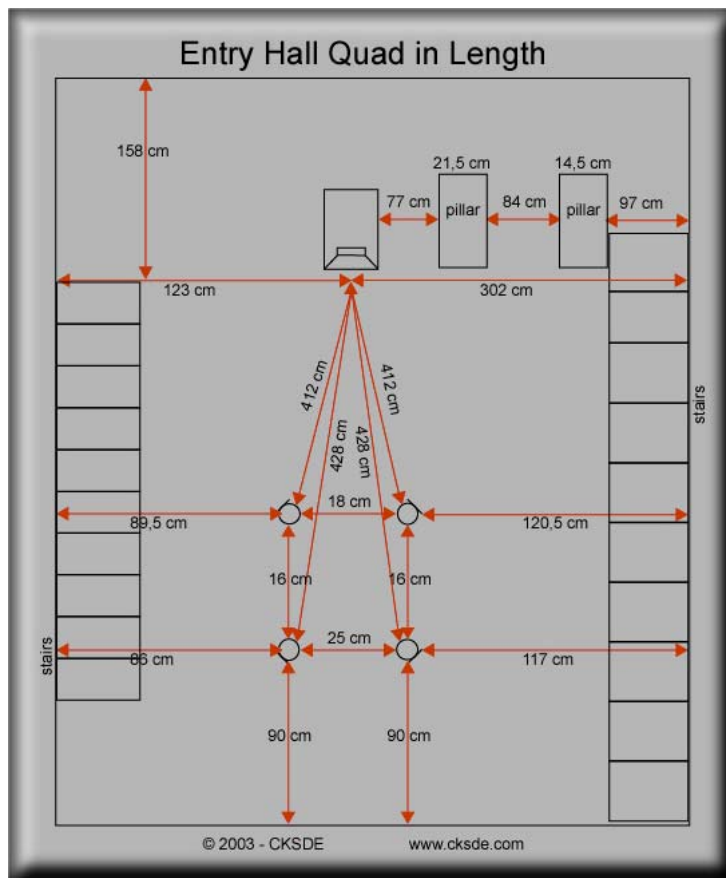 Entry Hall Quad in Length
158 cm
21,5 cm
14,5 cm
77 cm
pillar
84 cm
pillar
97 cm
123 cm
302 cm
412 cm
412 cm
428 cm
428 cm
stairs
18 cm
89,5 cm
120,5 cm
16 cm
16 cm
25 cm
stairs
86 cm
117 cm
90 cm
90 cm
© 2003 - CKSDE
www.cksde.com